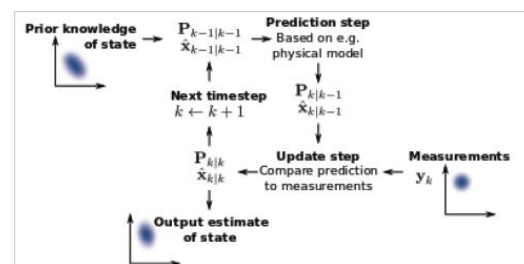 Prior knowledge
of state
P_{k-1|k-1}
x̂_{k-1|k-1}
Prediction step
Based on e.g.
physical model
Next timestep
k ← k + 1
P_{k|k-1}
x̂_{k|k-1}
P_{k|k}
x̂_{k|k}
Update step
Compare prediction
to measurements
Measurements
y_k
Output estimate
of state